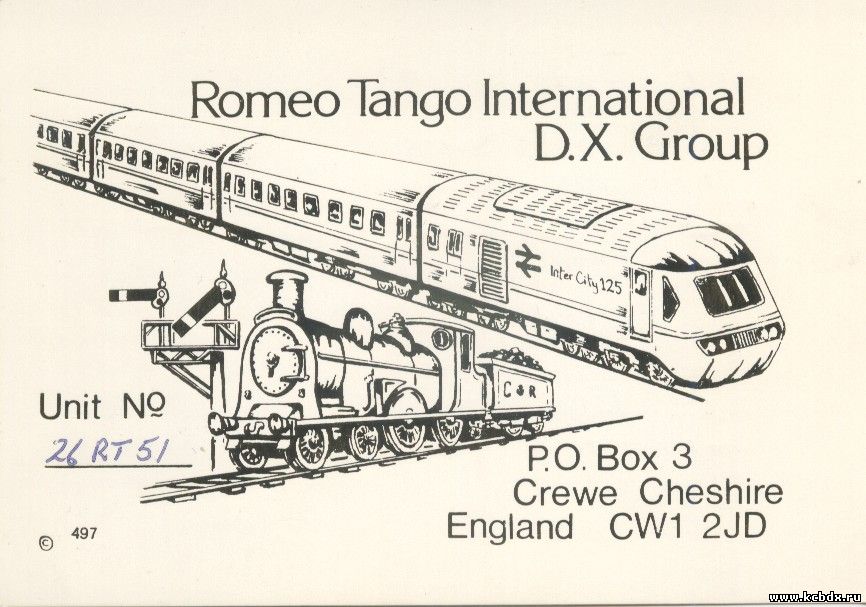 Romeo Tango International
D.X. Group
Inter City 125
1
C & R
Unit No
26 RT 51
P.O. Box 3
Crewe Cheshire
England CW1 2JD
© 497
www.kcbdx.ru